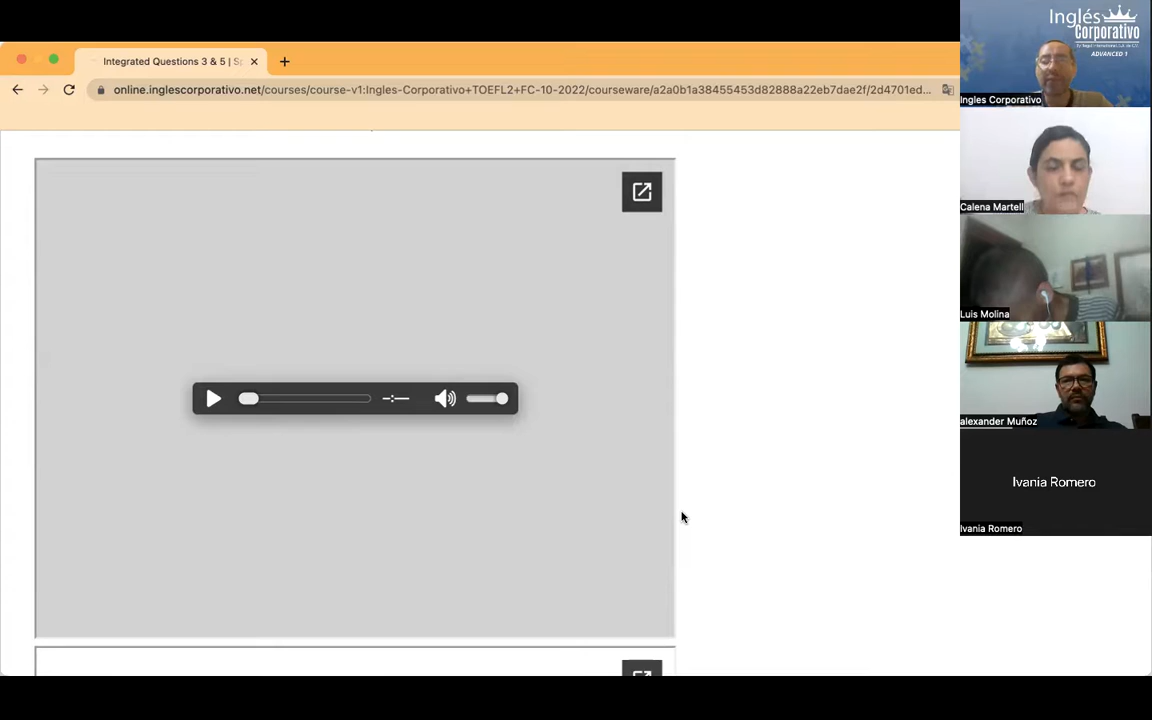 Integrated Questions 3 & 5 | S
online.inglescorporativo.net/courses/course-v1:Ingles-Corporativo+TOEFL2+FC-10-2022/courseware/a2a0b1a38455453d82888a22eb7dae2f/2d4701ed...
Inglés
Corporativo
ADVANCED 1
Ingles Corporativo
Calena Martell
Luis Molina
alexander Muñoz
Ivania Romero
Ivania Romero